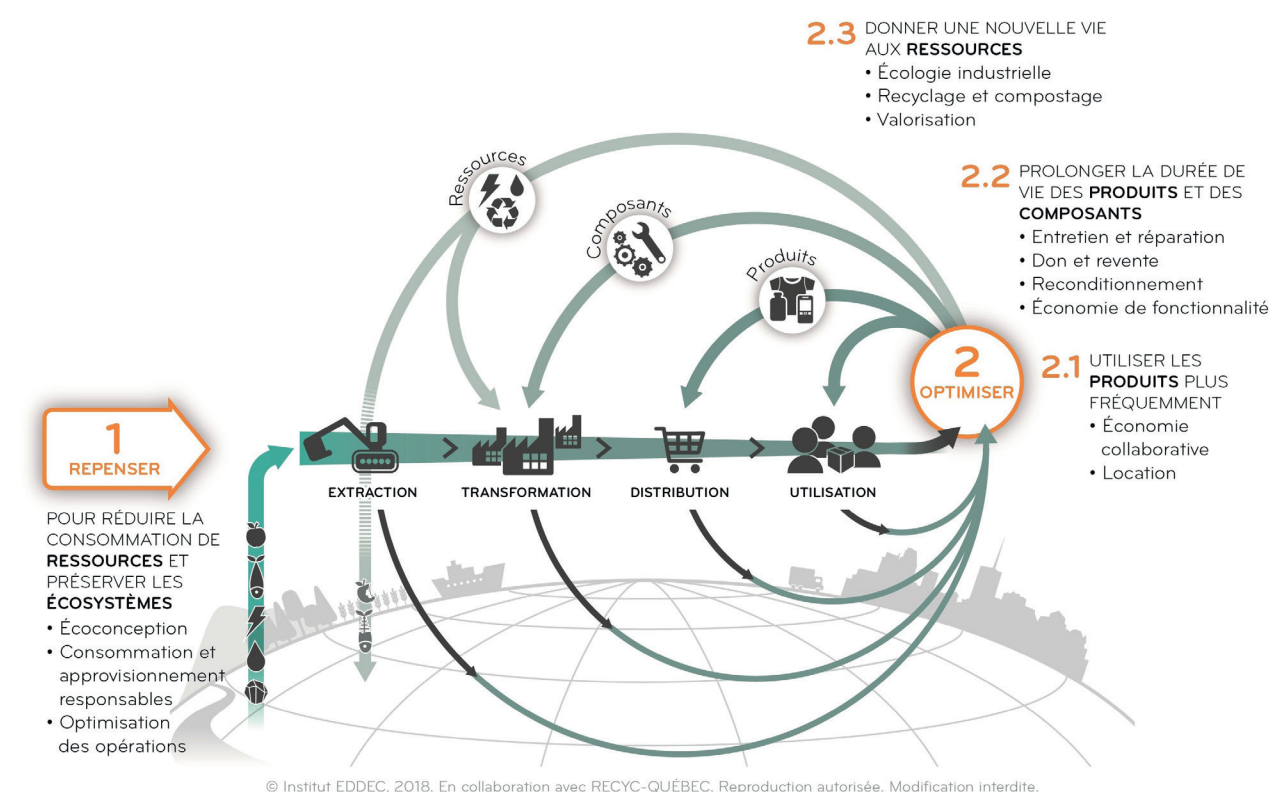 2.3 DONNER UNE NOUVELLE VIE
AUX RESSOURCES
• Écologie industrielle
• Recyclage et compostage
• Valorisation
Ressources
Composants
Produits
2.2 PROLONGER LA DURÉE DE
VIE DES PRODUITS ET DES
COMPOSANTS
• Entretien et réparation
• Don et revente
• Reconditionnement
• Économie de fonctionnalité
2
OPTIMISER
2.1 UTILISER LES
PRODUITS PLUS
FRÉQUEMMENT
• Économie
collaborative
• Location
1
REPENSER
POUR RÉDUIRE LA
CONSOMMATION DE
RESSOURCES ET
PRÉSERVER LES
ÉCOSYSTÈMES
• Écoconception
• Consommation et
approvisionnement
responsables
• Optimisation
des opérations
EXTRACTION
TRANSFORMATION
DISTRIBUTION
UTILISATION
© Institut EDDEC. 2018. En collaboration avec RECYC-QUÉBEC. Reproduction autorisée. Modification interdite.